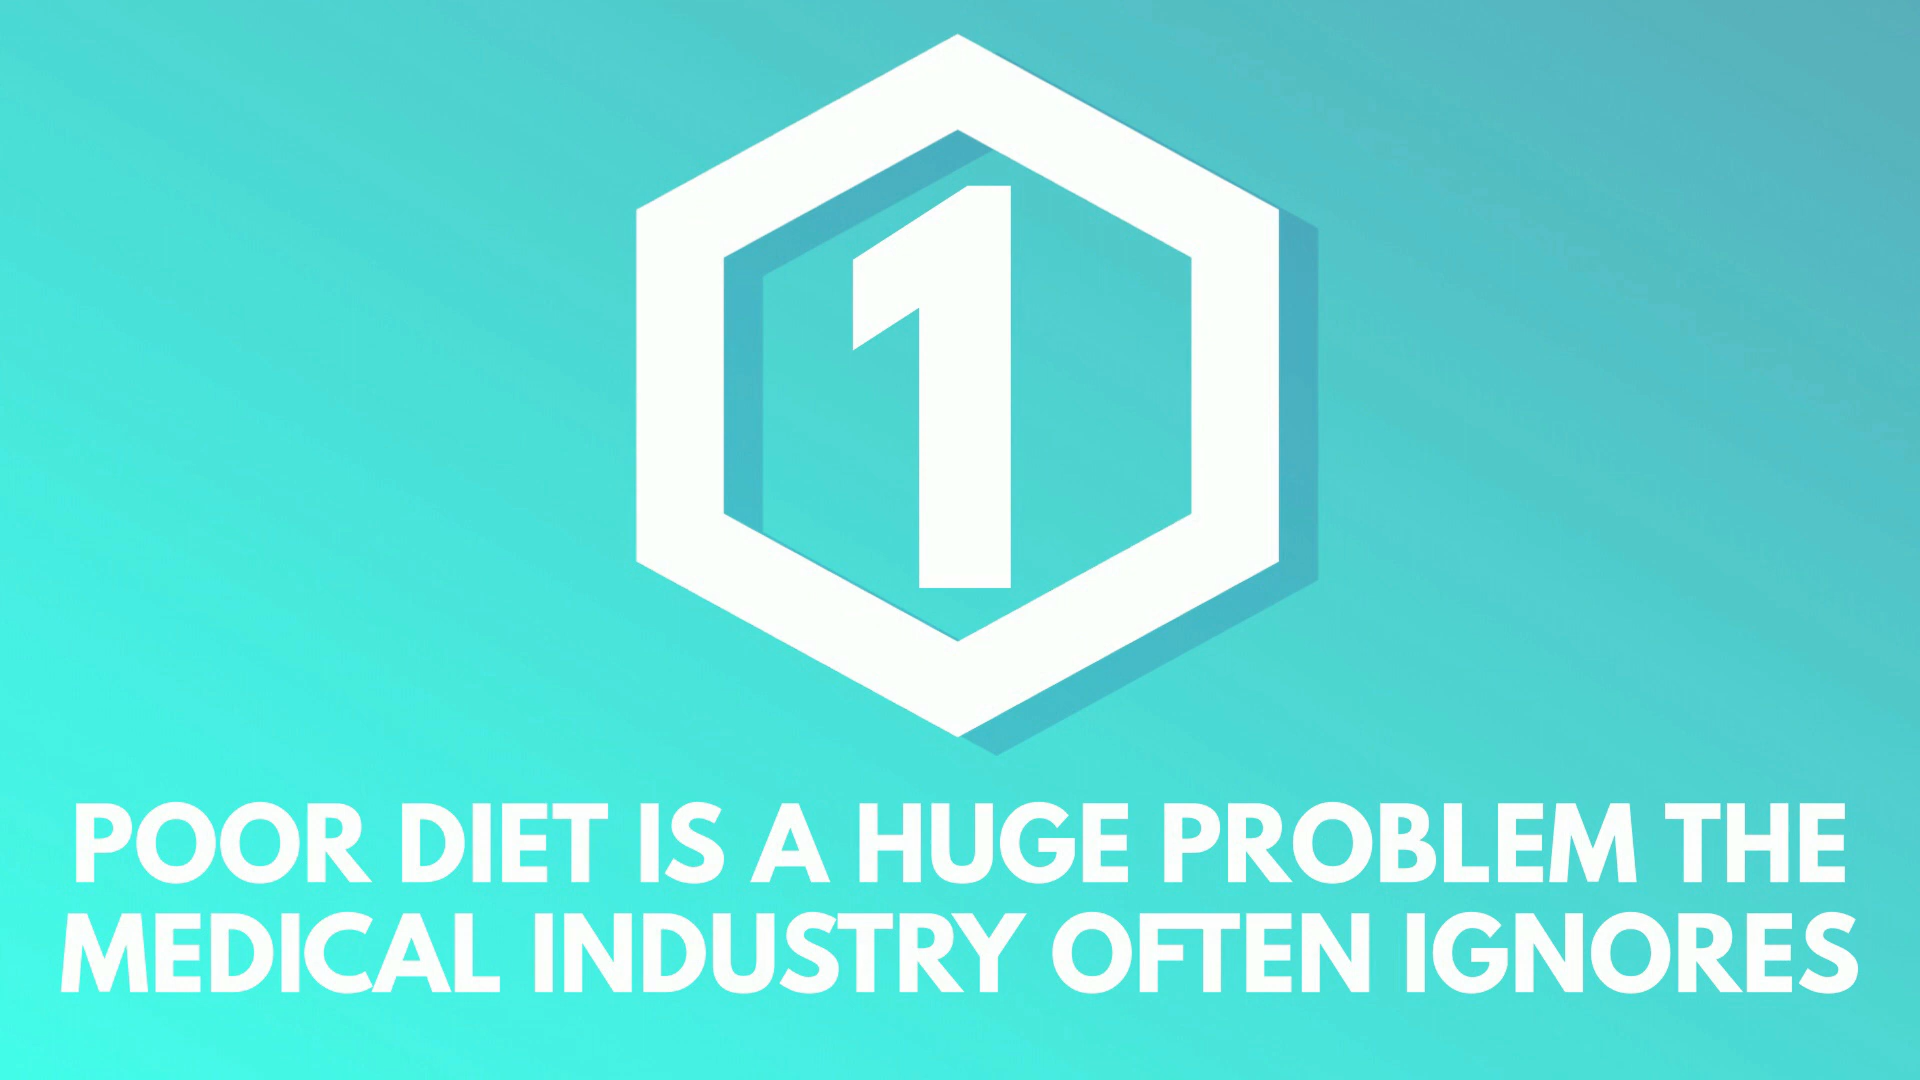 1
POOR DIET IS A HUGE PROBLEM THE
MEDICAL INDUSTRY OFTEN IGNORES